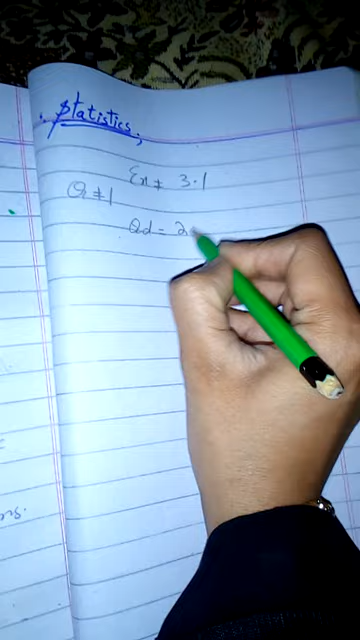 Statistics;
Ex # 3.1
Q # 1
Qd = 2